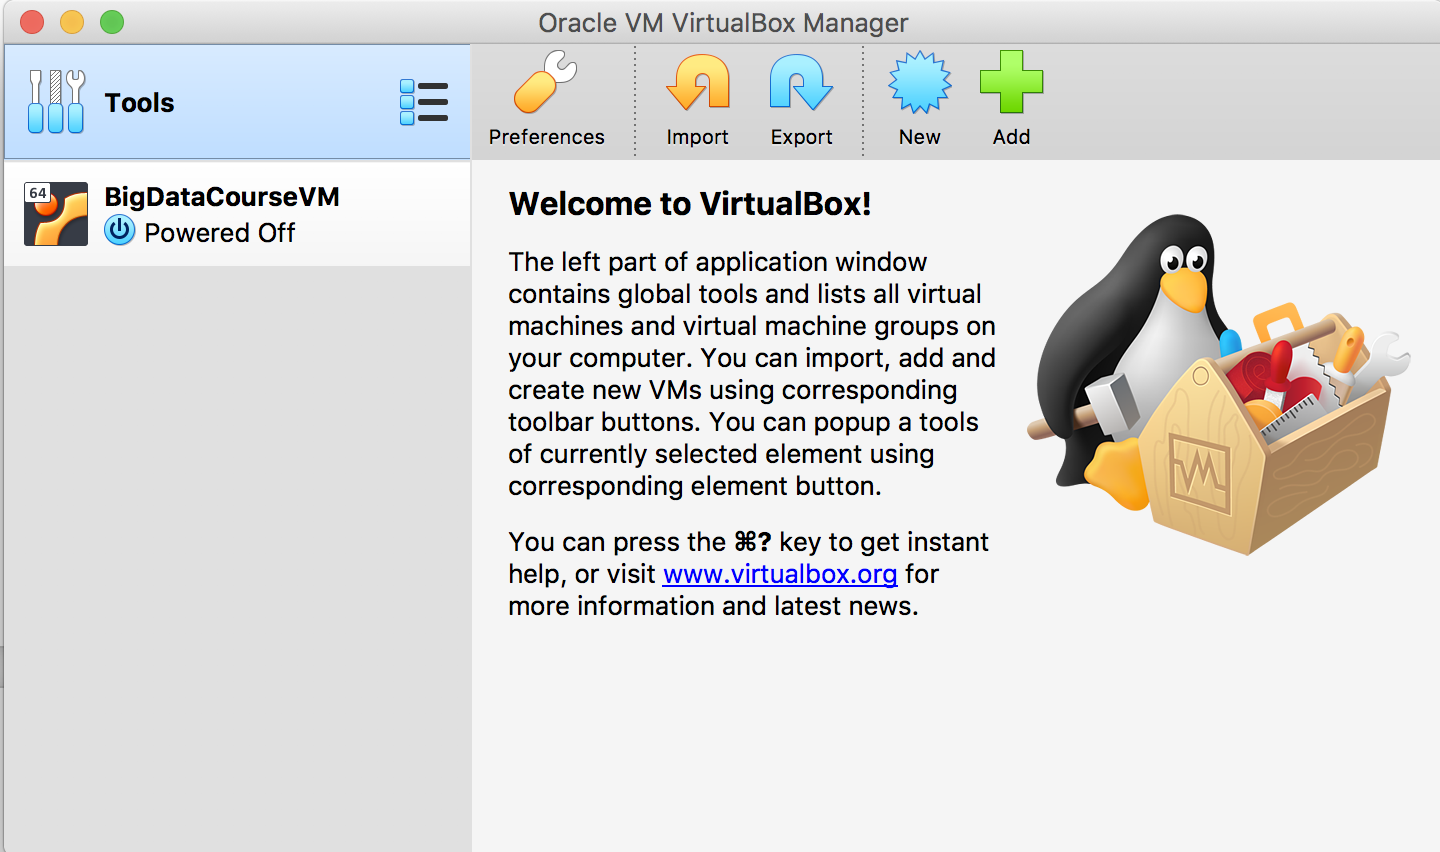 Oracle VM VirtualBox Manager
Tools
Preferences
Import
Export
New
Add
64
BigDataCourseVM
Powered Off
Welcome to VirtualBox!
The left part of application window
contains global tools and lists all virtual
machines and virtual machine groups on
your computer. You can import, add and
create new VMs using corresponding
toolbar buttons. You can popup a tools
of currently selected element using
corresponding element button.
You can press the ⌘? key to get instant
help, or visit www.virtualbox.org for
more information and latest news.